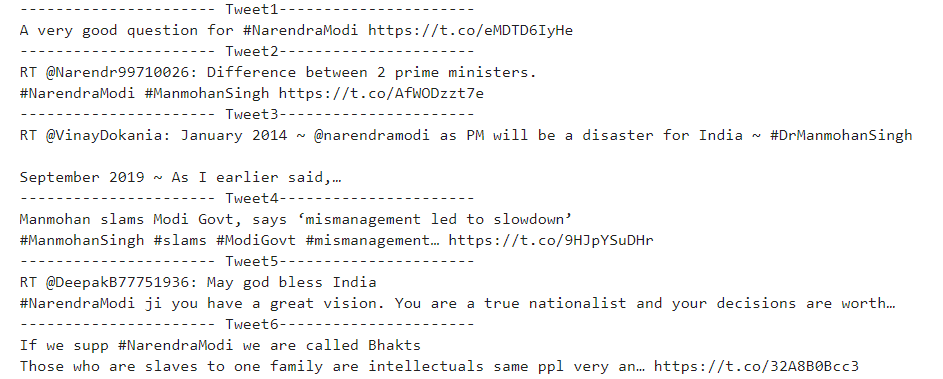 ---------------------- Tweet1----------------------
A very good question for #NarendraModi https://t.co/eMDTD6IyHe
---------------------- Tweet2----------------------
RT @Narendr99710026: Difference between 2 prime ministers.
#NarendraModi #ManmohanSingh https://t.co/AfWODzzt7e
---------------------- Tweet3----------------------
RT @VinayDokania: January 2014 ~ @narendramodi as PM will be a disaster for India ~ #DrManmohanSingh
September 2019 ~ As I earlier said,…
---------------------- Tweet4----------------------
Manmohan slams Modi Govt, says ‘mismanagement led to slowdown’
#ManmohanSingh #slams #ModiGovt #mismanagement… https://t.co/9HJpYSuDHr
---------------------- Tweet5----------------------
RT @DeepakB77751936: May god bless India
#NarendraModi ji you have a great vision. You are a true nationalist and your decisions are worth…
---------------------- Tweet6----------------------
If we supp #NarendraModi we are called Bhakts
Those who are slaves to one family are intellectuals same ppl very an… https://t.co/32A8B0Bcc3